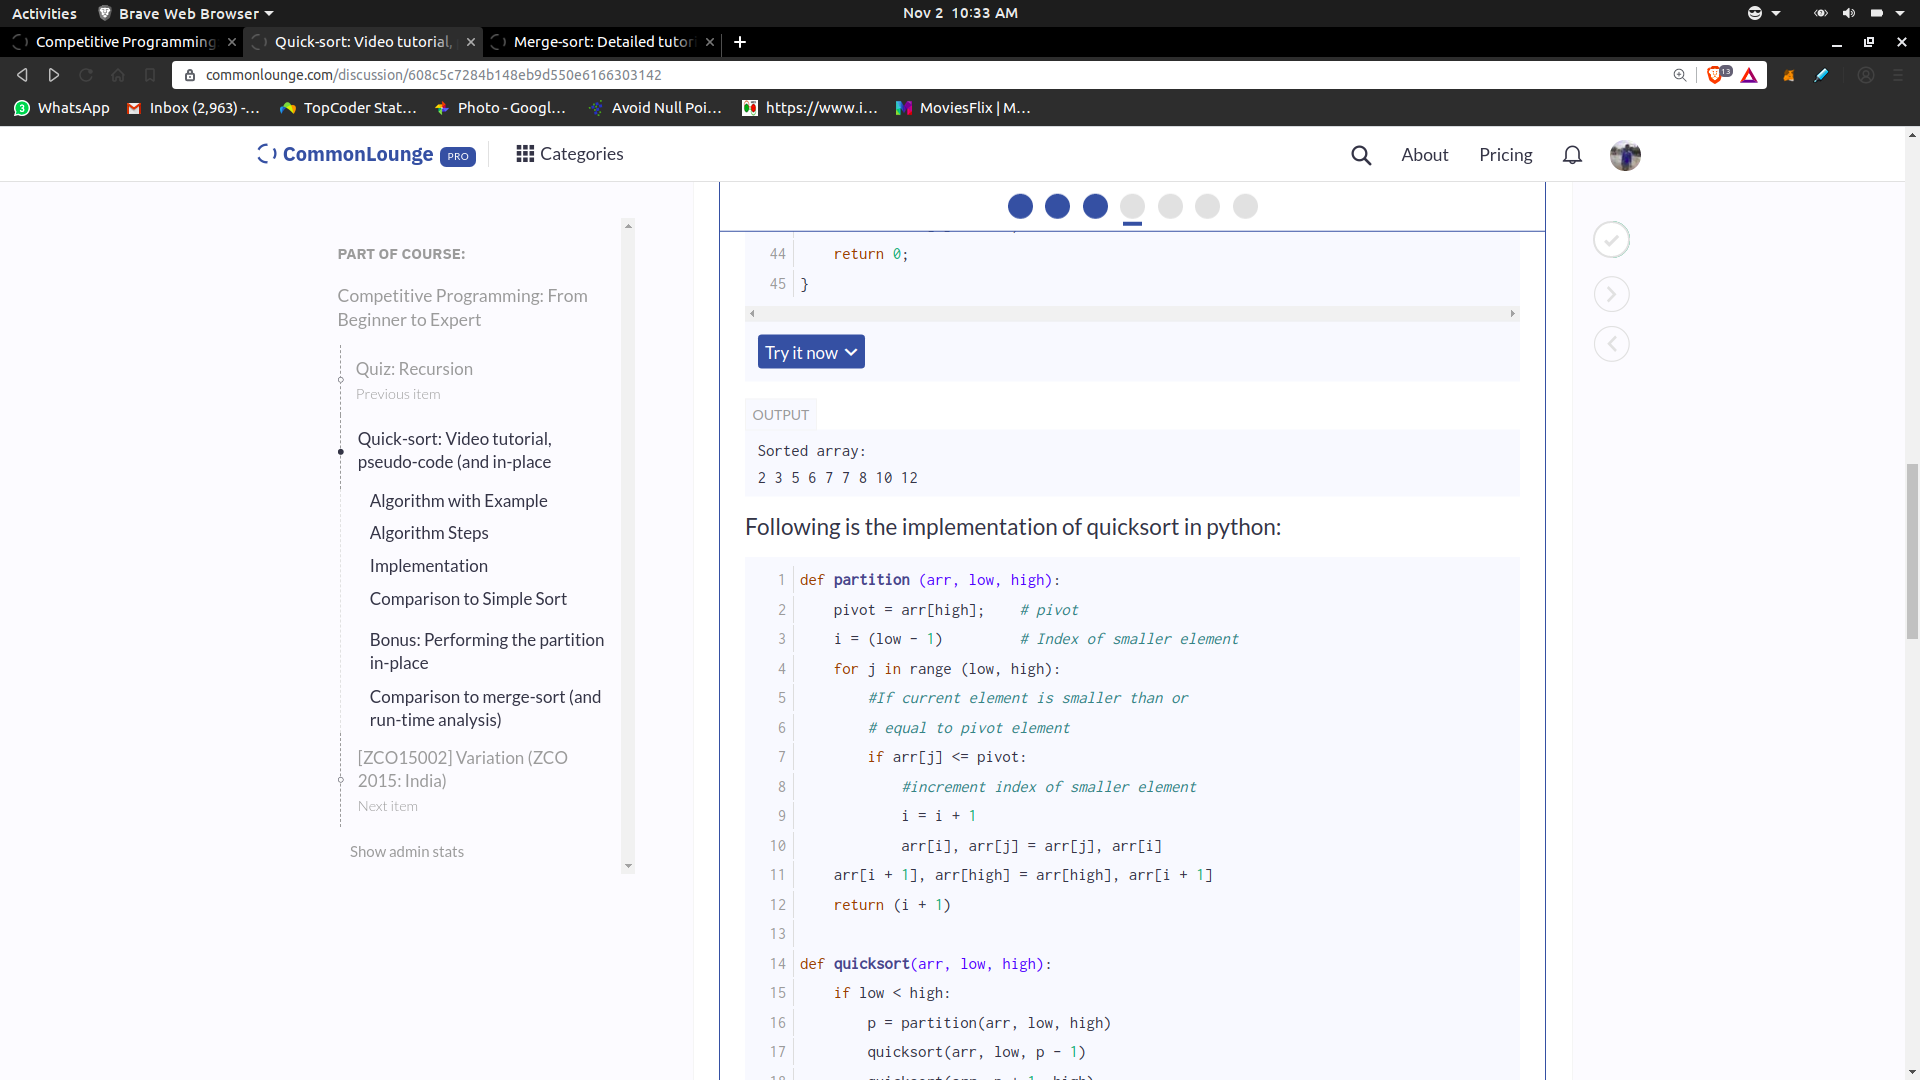 Activities Brave Web Browser Nov 2 10:33 AM
Competitive Programming Quick-sort: Video tutorial, Merge-sort: Detailed tutor
commonlounge.com/discussion/608c5c7284b148eb9d550e6166303142 13
3 WhatsApp Inbox (2,963) -... TopCoder Stat... Photo - Googl... Avoid Null Poi... https://www.i... MoviesFlix | M...
CommonLounge PRO Categories About Pricing
PART OF COURSE:
Competitive Programming: From
Beginner to Expert
Quiz: Recursion
Previous item
Quick-sort: Video tutorial,
pseudo-code (and in-place
Algorithm with Example
Algorithm Steps
Implementation
Comparison to Simple Sort
Bonus: Performing the partition
in-place
Comparison to merge-sort (and
run-time analysis)
[ZCO15002] Variation (ZCO
2015: India)
Next item
Show admin stats
44 return 0;
45 }
Try it now
OUTPUT
Sorted array:
2 3 5 6 7 7 8 10 12
Following is the implementation of quicksort in python:
1 def partition (arr, low, high):
2 pivot = arr[high]; # pivot
3 i = (low - 1) # Index of smaller element
4 for j in range (low, high):
5 #If current element is smaller than or
6 # equal to pivot element
7 if arr[j] <= pivot:
8 #increment index of smaller element
9 i = i + 1
10 arr[i], arr[j] = arr[j], arr[i]
11 arr[i + 1], arr[high] = arr[high], arr[i + 1]
12 return (i + 1)
13
14 def quicksort(arr, low, high):
15 if low < high:
16 p = partition(arr, low, high)
17 quicksort(arr, low, p - 1)
18 quicksort(arr, p + 1, high)